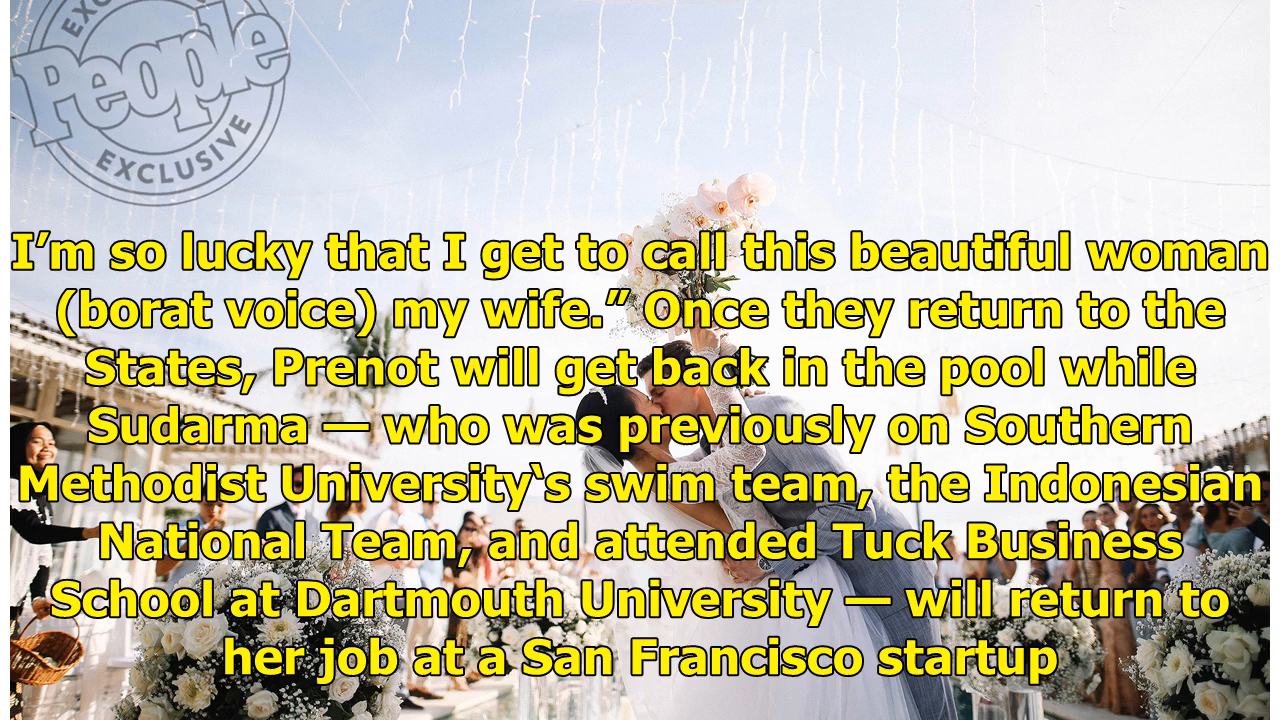 EXC
People
EXCLUSIVE
I’m so lucky that I get to call this beautiful woman
(borat voice) my wife.” Once they return to the
States, Prenot will get back in the pool while
Sudarma — who was previously on Southern
Methodist University‘s swim team, the Indonesian
National Team, and attended Tuck Business
School at Dartmouth University — will return to
her job at a San Francisco startup